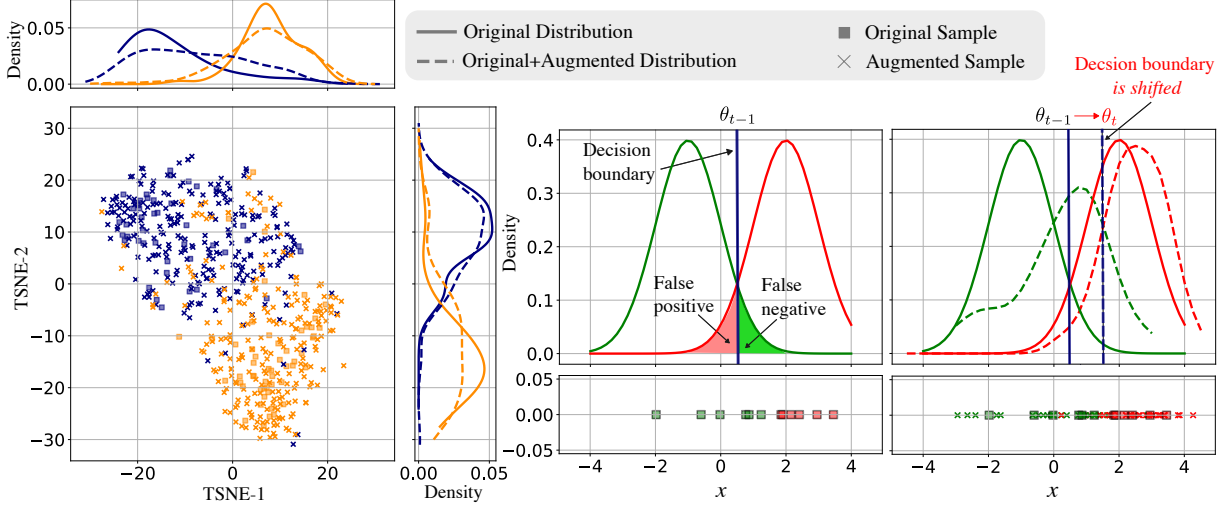 Density
0.05
0.00
Original Distribution
Original+Augmented Distribution
Original Sample
Augmented Sample
30
20
10
0
−10
−20
−30
TSNE-2
−20
0
20
TSNE-1
0.00
0.05
Density
θt−1
Decision
boundary
0.4
0.3
0.2
0.1
0.0
Density
False
positive
False
negative
0.05
0.00
−0.05
−4
−2
0
2
4
x
Decsion boundary
is shifted
θt−1 → θt
−4
−2
0
2
4
x